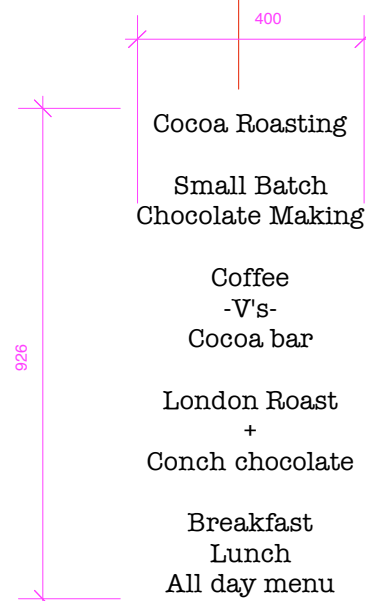 400
Cocoa Roasting
Small Batch
Chocolate Making
Coffee
-V's-
Cocoa bar
926
London Roast
+
Conch chocolate
Breakfast
Lunch
All day menu